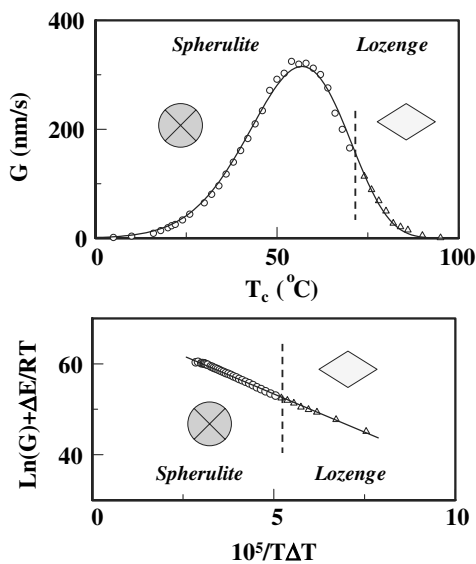 400
Spherulite
Lozenge
G (nm/s)
200
0
0
50
100
T_c (°C)
Ln(G)+ΔE/RT
60
40
Spherulite
Lozenge
30
0
5
10
10⁵/TΔT